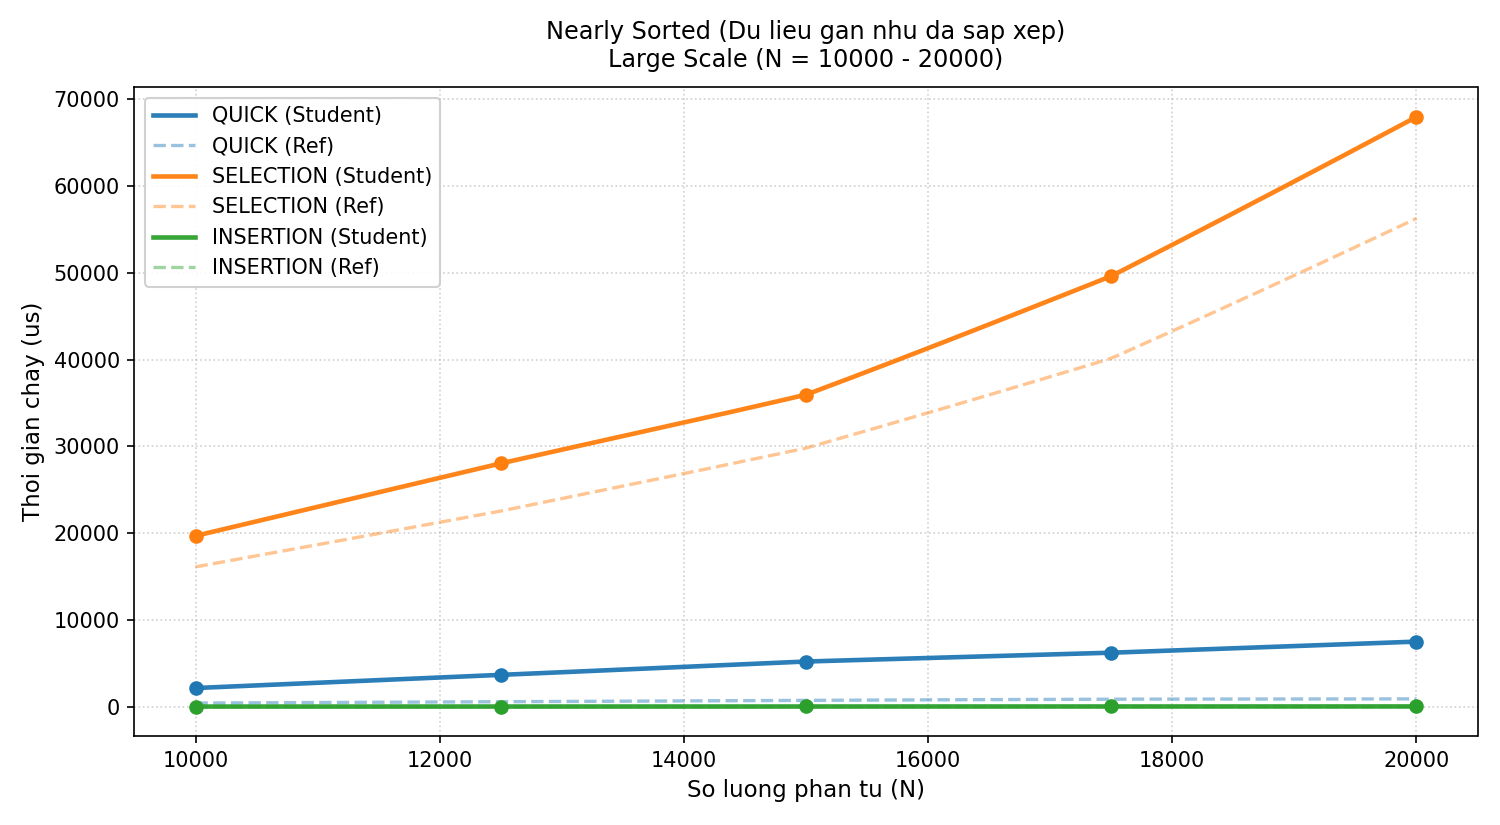 Nearly Sorted (Du lieu gan nhu da sap xep)
Large Scale (N = 10000 - 20000)
70000
60000
50000
40000
30000
20000
10000
0
Thoi gian chay (us)
QUICK (Student)
QUICK (Ref)
SELECTION (Student)
SELECTION (Ref)
INSERTION (Student)
INSERTION (Ref)
10000 12000 14000 16000 18000 20000
So luong phan tu (N)